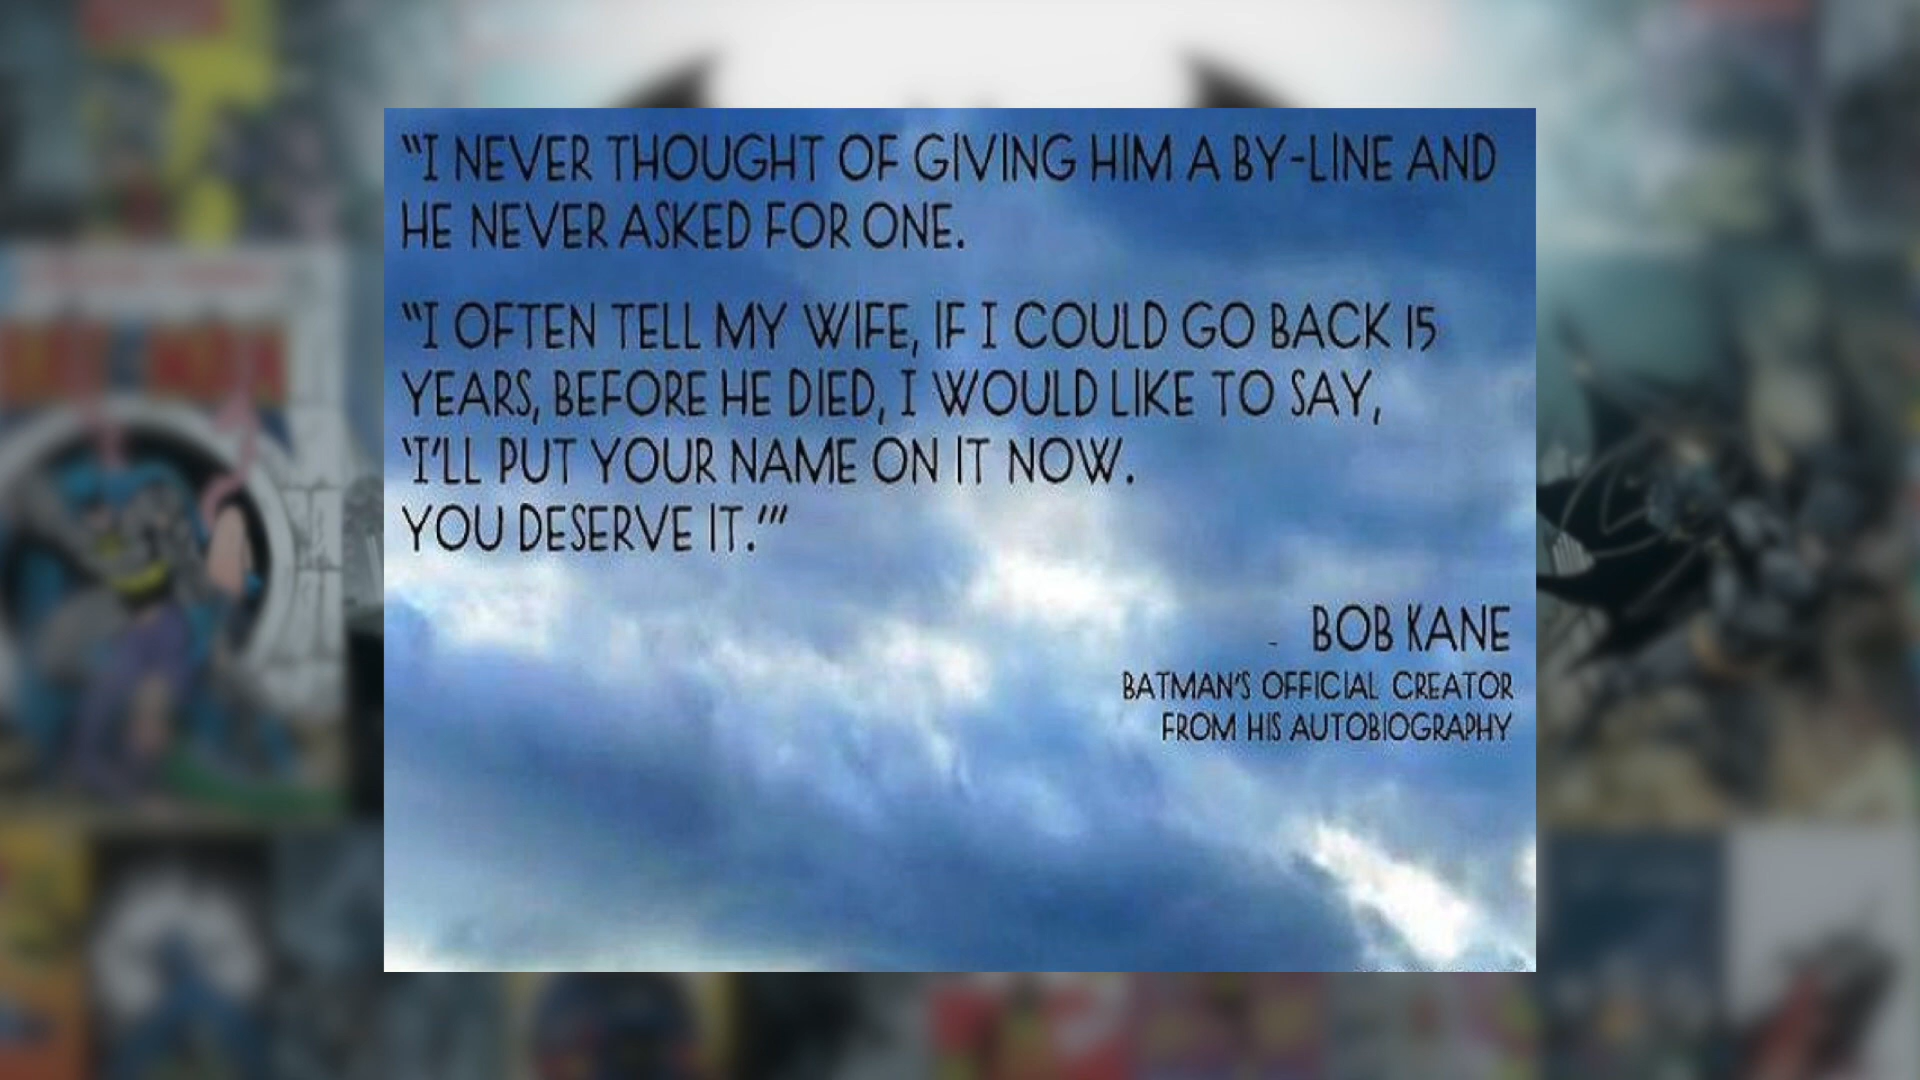 “I NEVER THOUGHT OF GIVING HIM A BY-LINE AND
HE NEVER ASKED FOR ONE.
“I OFTEN TELL MY WIFE, IF I COULD GO BACK 15
YEARS, BEFORE HE DIED, I WOULD LIKE TO SAY,
‘I’LL PUT YOUR NAME ON IT NOW.
YOU DESERVE IT.’”
- BOB KANE
BATMAN’S OFFICIAL CREATOR
FROM HIS AUTOBIOGRAPHY